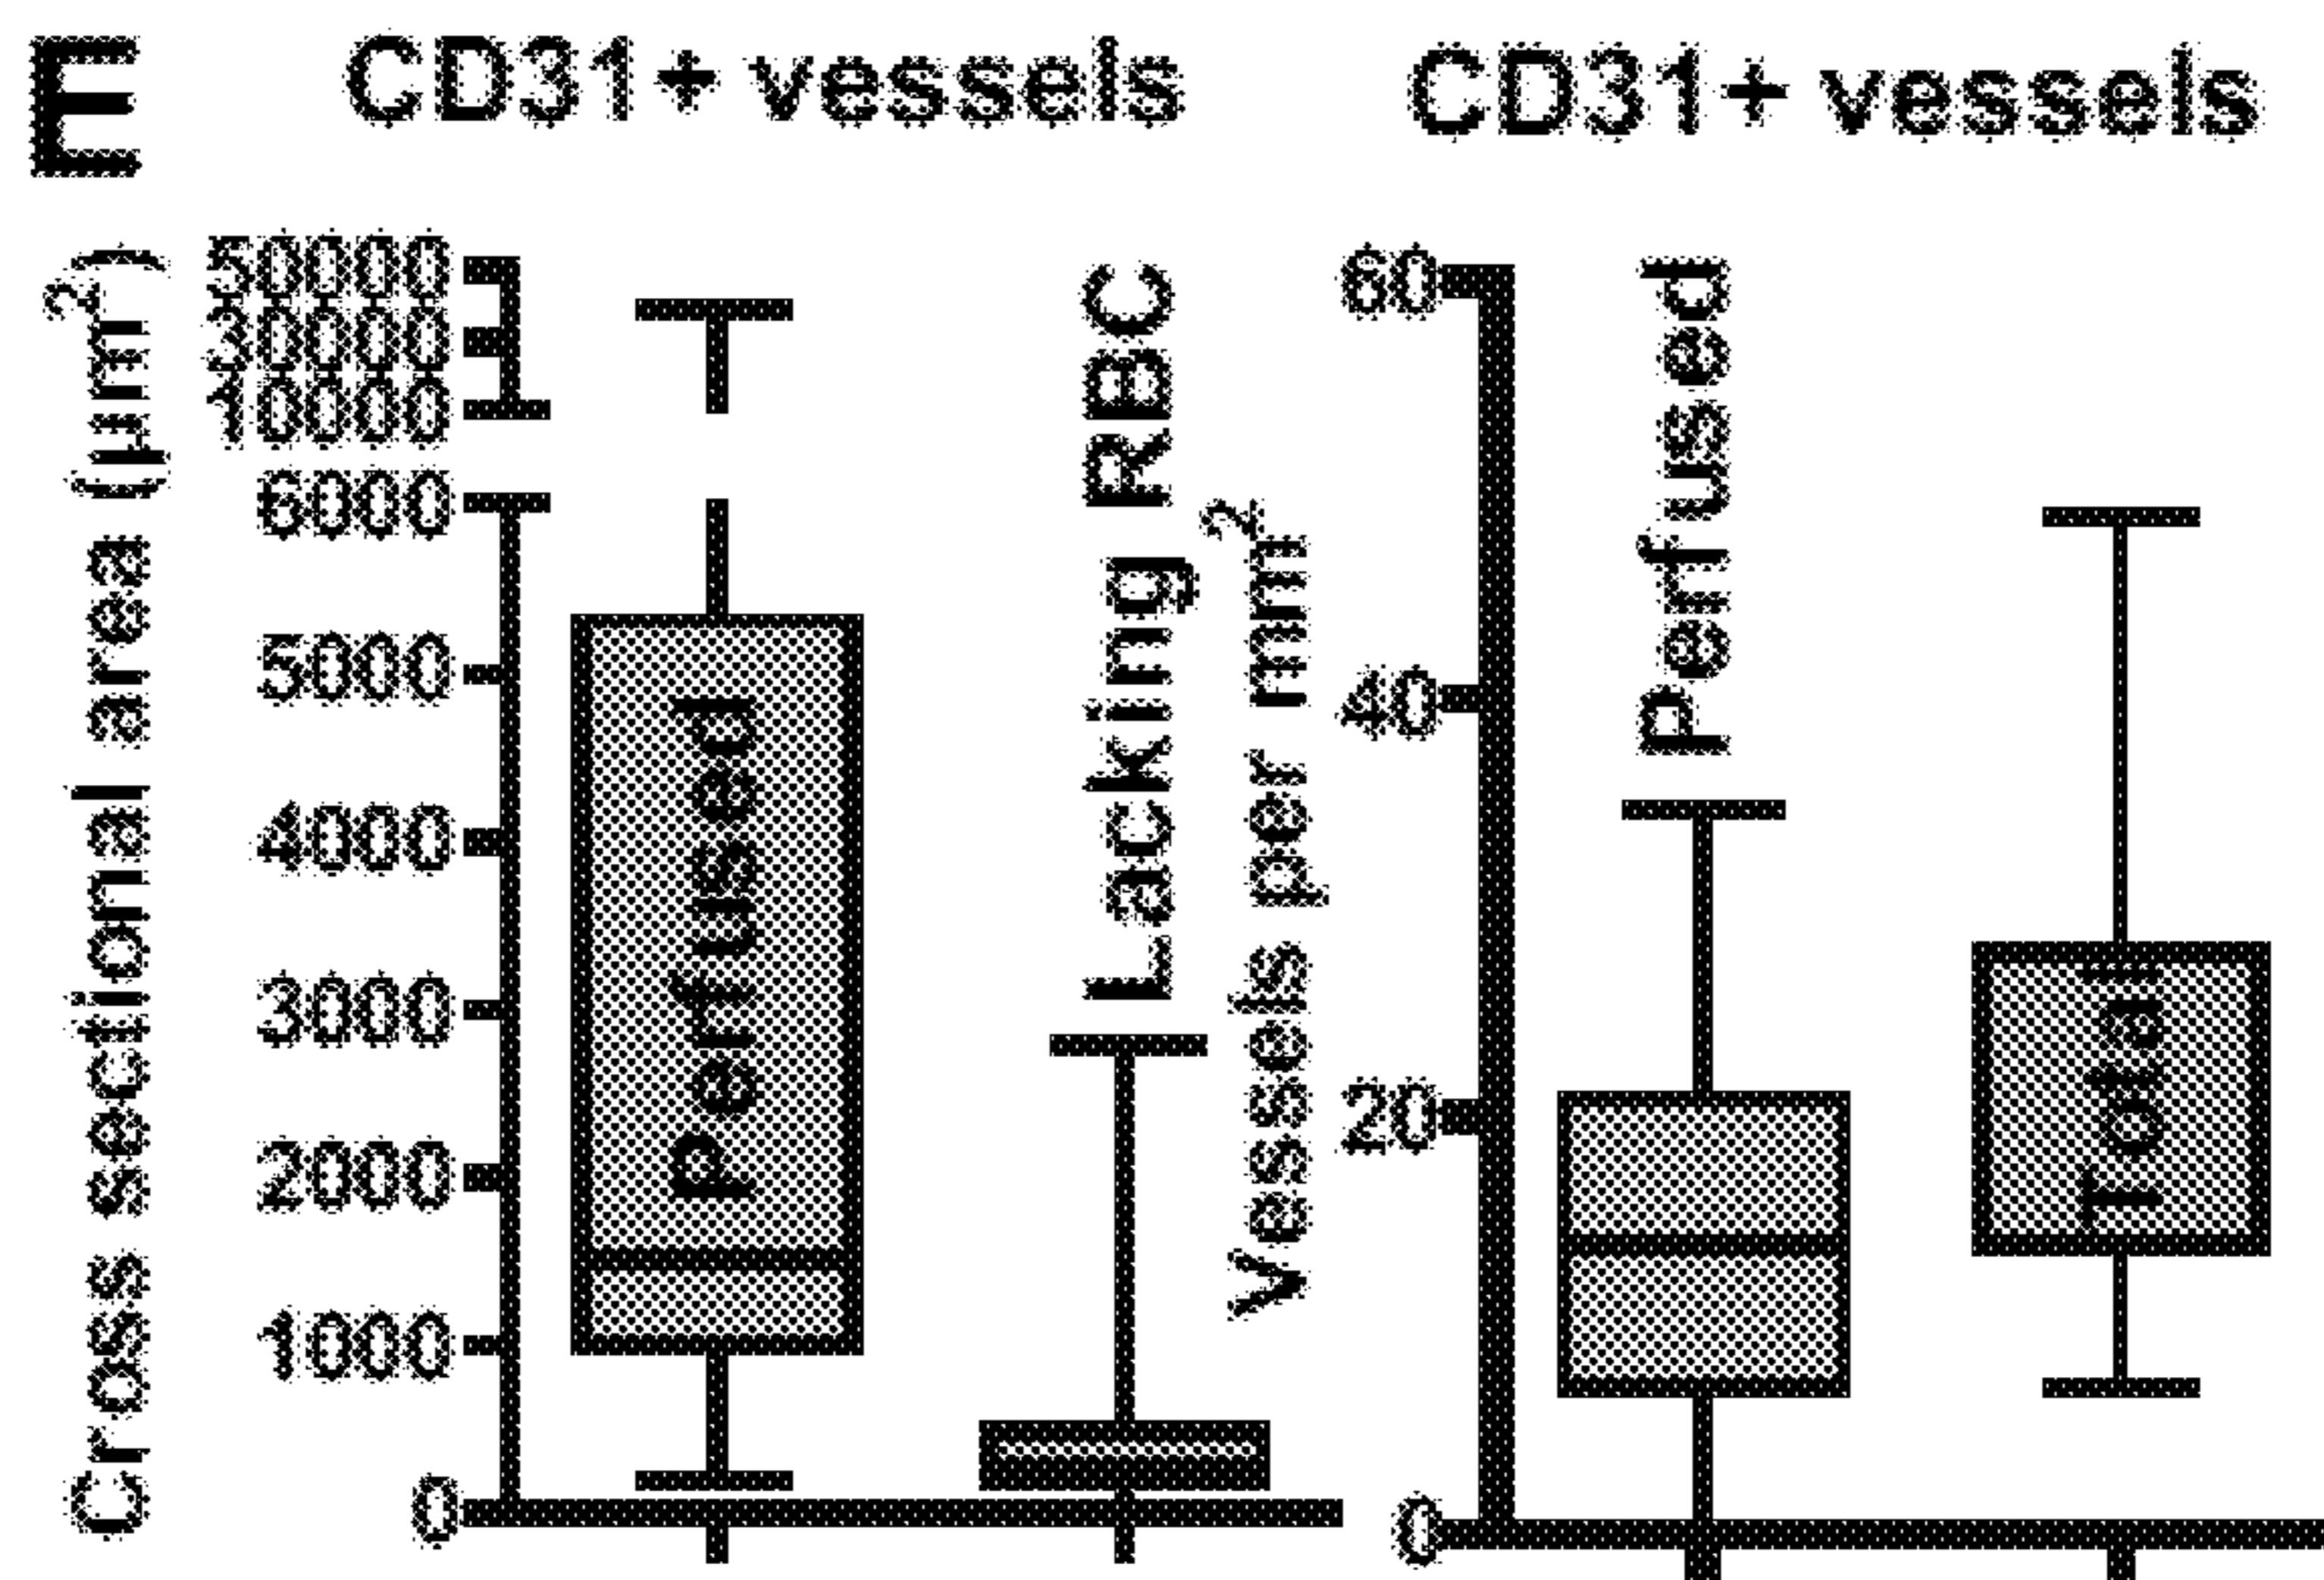 E
CD31+ vessels
CD31+ vessels
Cross sectional area (µm²)
50000
30000
10000
6000
5000
4000
3000
2000
1000
0
Perfused
Lacking RBC
Vessels per mm²
60
40
20
0
Perfused
Total